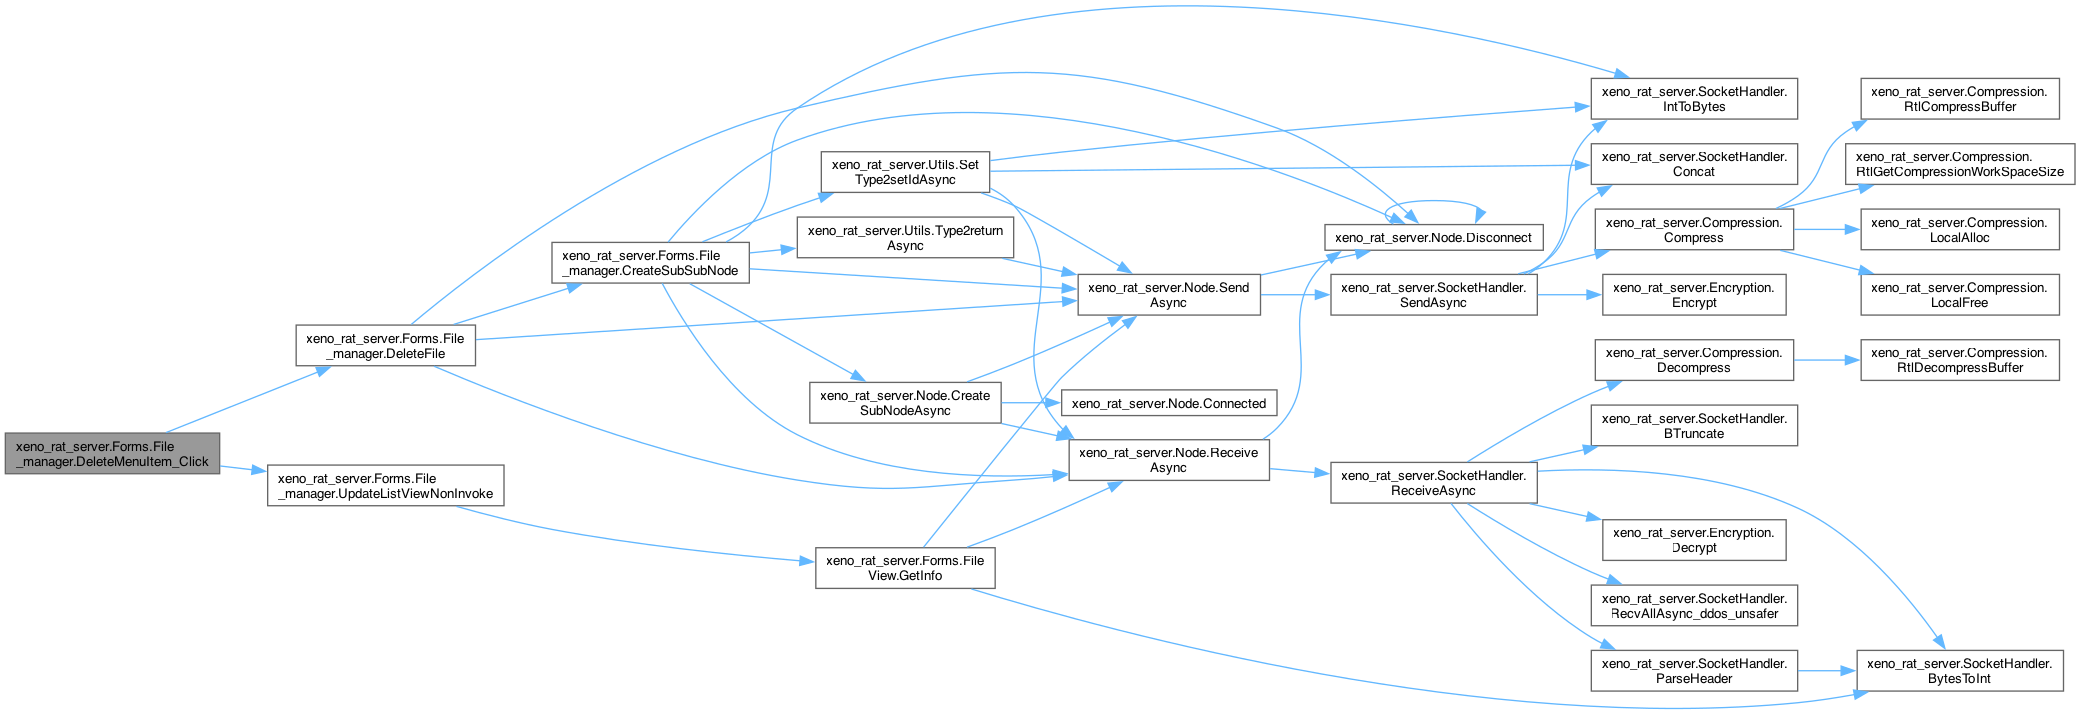 xeno_rat_server.Forms.File
_manager.DeleteMenuItem_Click
xeno_rat_server.Forms.File
_manager.DeleteFile
xeno_rat_server.Forms.File
_manager.UpdateListViewNonInvoke
xeno_rat_server.Forms.File
_manager.CreateSubSubNode
xeno_rat_server.Utils.Set
Type2setIdAsync
xeno_rat_server.Utils.Type2return
Async
xeno_rat_server.Node.Create
SubNodeAsync
xeno_rat_server.Forms.File
View.GetInfo
xeno_rat_server.Node.Send
Async
xeno_rat_server.Node.Connected
xeno_rat_server.Node.Receive
Async
xeno_rat_server.Node.Disconnect
xeno_rat_server.SocketHandler.
SendAsync
xeno_rat_server.SocketHandler.
ReceiveAsync
xeno_rat_server.SocketHandler.
IntToBytes
xeno_rat_server.SocketHandler.
Concat
xeno_rat_server.Compression.
Compress
xeno_rat_server.Encryption.
Encrypt
xeno_rat_server.Compression.
Decompress
xeno_rat_server.SocketHandler.
BTruncate
xeno_rat_server.Encryption.
Decrypt
xeno_rat_server.SocketHandler.
RecvAllAsync_ddos_unsafer
xeno_rat_server.SocketHandler.
ParseHeader
xeno_rat_server.Compression.
RtlCompressBuffer
xeno_rat_server.Compression.
RtlGetCompressionWorkSpaceSize
xeno_rat_server.Compression.
LocalAlloc
xeno_rat_server.Compression.
LocalFree
xeno_rat_server.Compression.
RtlDecompressBuffer
xeno_rat_server.SocketHandler.
BytesToInt